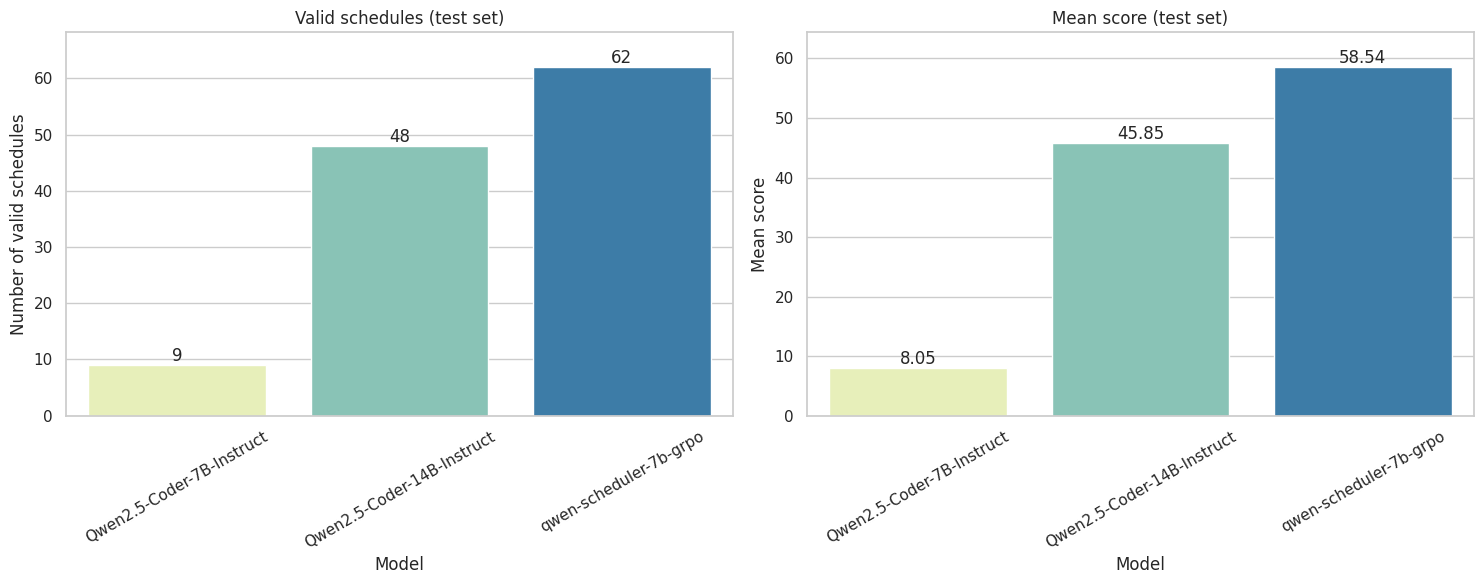 Valid schedules (test set)
Number of valid schedules
60
50
40
30
20
10
0
9
48
62
Qwen2.5-Coder-7B-Instruct
Qwen2.5-Coder-14B-Instruct
qwen-scheduler-7b-grpo
Model
Mean score (test set)
Mean score
60
50
40
30
20
10
0
8.05
45.85
58.54
Qwen2.5-Coder-7B-Instruct
Qwen2.5-Coder-14B-Instruct
qwen-scheduler-7b-grpo
Model